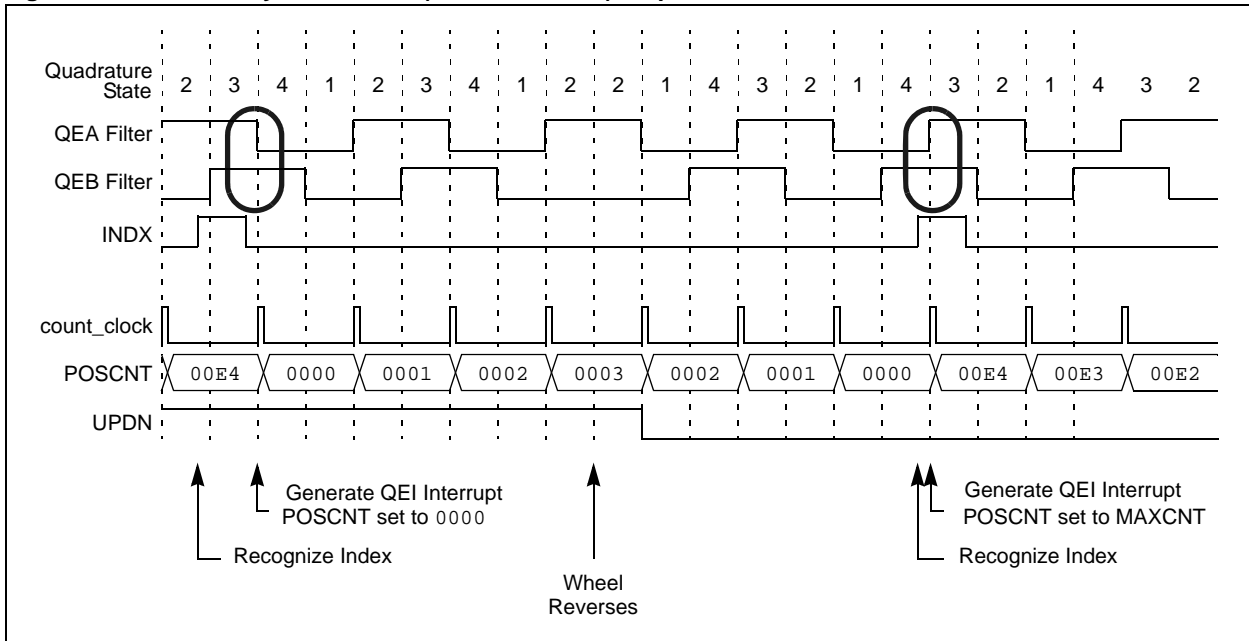 Quadrature
State
2 3 4 1 2 3 4 1 2 2 1 4 3 2 1 4 3 2 1 4 3 2
QEA Filter
QEB Filter
INDX
count_clock
POSCNT 00E4 0000 0001 0002 0003 0002 0001 0000 00E4 00E3 00E2
UPDN
Generate QEI Interrupt
POSCNT set to 0000
Recognize Index
Wheel
Reverses
Generate QEI Interrupt
POSCNT set to MAXCNT
Recognize Index